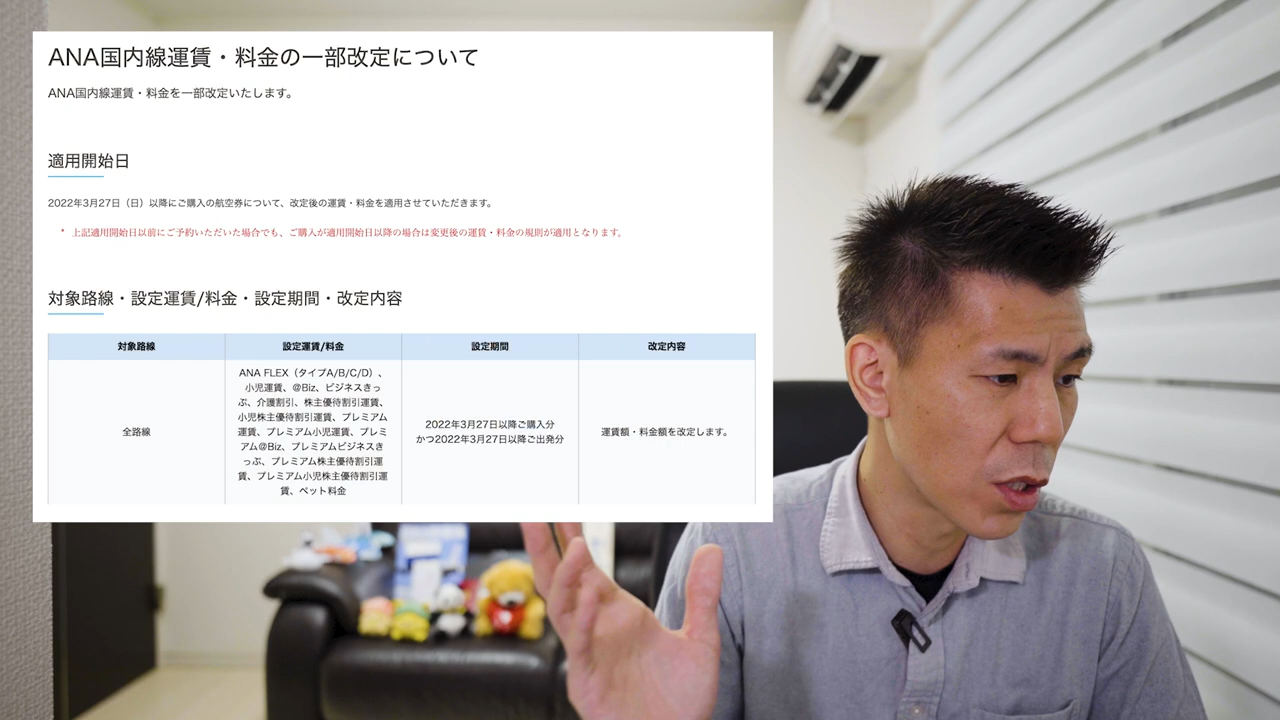 ANA国内線運賃・料金の一部改定について
ANA国内線運賃・料金を一部改定いたします。
適用開始日
2022年3月27日（日）以降にご購入の航空券について、改定後の運賃・料金を適用させていただきます。
* 上記適用開始日以前にご予約いただいた場合でも、ご購入が適用開始日以降の場合は変更後の運賃・料金の規則が適用となります。
対象路線・設定運賃/料金・設定期間・改定内容
対象路線 設定運賃/料金 設定期間 改定内容
全路線
ANA FLEX（タイプA/B/C/D）、
小児運賃、@Biz、ビジネスきっ
ぷ、介護割引、株主優待割引運賃、
小児株主優待割引運賃、プレミアム
運賃、プレミアム小児運賃、プレミ
アム@Biz、プレミアムビジネスき
っぷ、プレミアム株主優待割引運
賃、プレミアム小児株主優待割引運
賃、ペット料金
2022年3月27日以降ご購入分
かつ2022年3月27日以降ご出発分
運賃額・料金額を改定します。